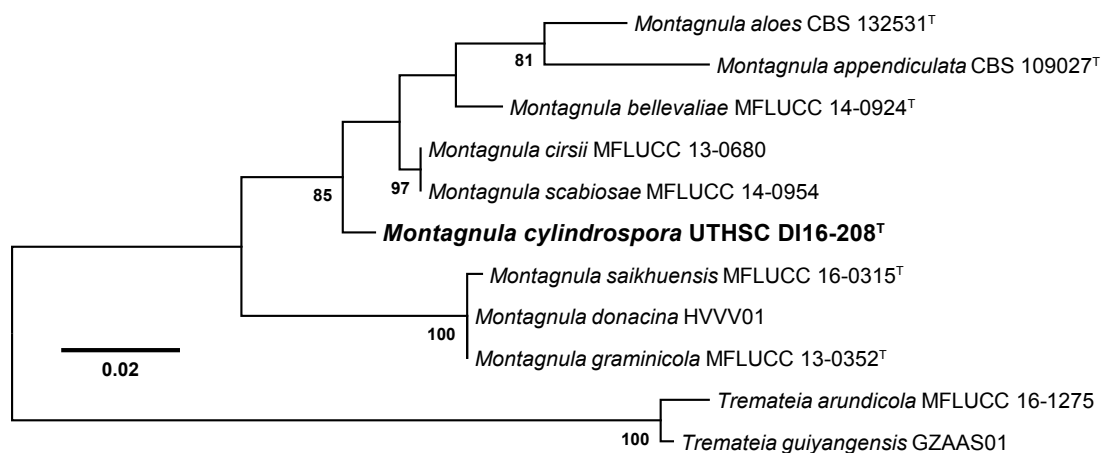 Montagnula aloes CBS 132531ᵀ
81
Montagnula appendiculata CBS 109027ᵀ
Montagnula bellevaliae MFLUCC 14-0924ᵀ
Montagnula cirsii MFLUCC 13-0680
97
Montagnula scabiosae MFLUCC 14-0954
85
Montagnula cylindrospora UTHSC DI16-208ᵀ
Montagnula saikhuensis MFLUCC 16-0315ᵀ
Montagnula donacina HVVV01
100
Montagnula graminicola MFLUCC 13-0352ᵀ
0.02
Tremateia arundicola MFLUCC 16-1275
100
Tremateia guiyangensis GZAAS01